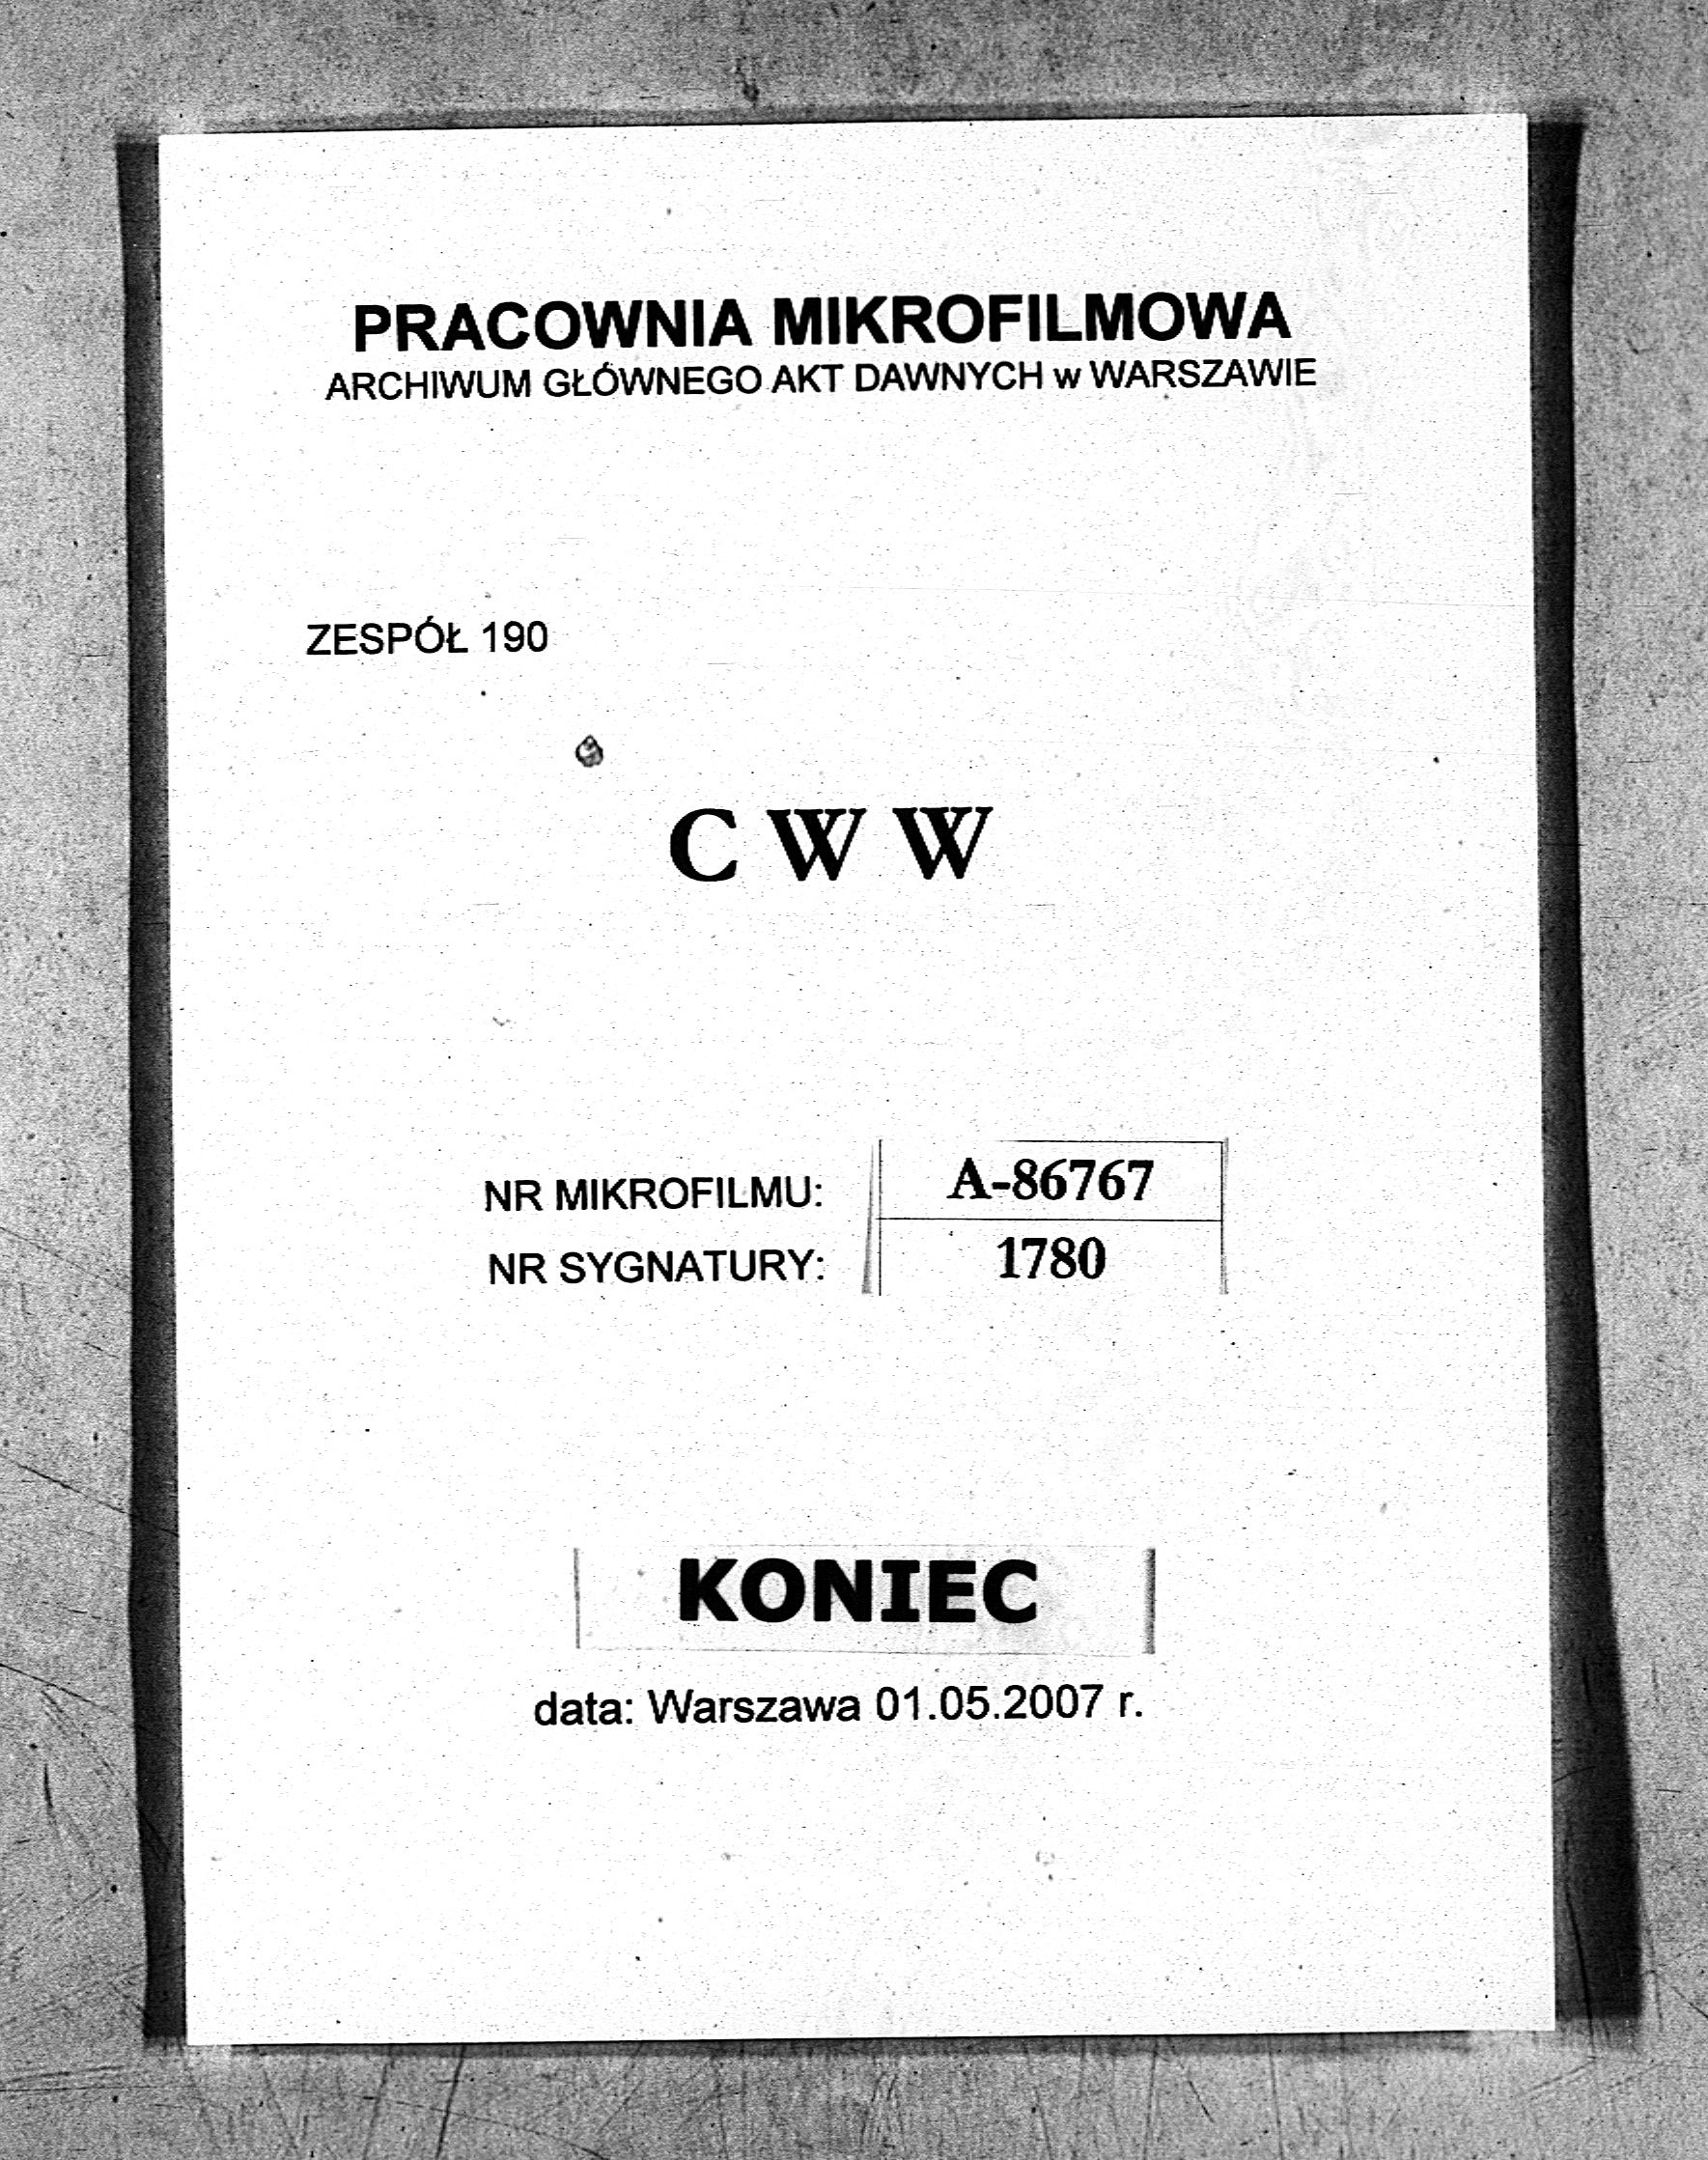 PRACOWNIA MIKROFILMOWA
ARCHIWUM GŁÓWNEGO AKT DAWNYCH w WARSZAWIE
ZESPÓŁ 190
C W W
NR MIKROFILMU: A-86767
NR SYGNATURY: 1780
KONIEC
data: Warszawa 01.05.2007 r.